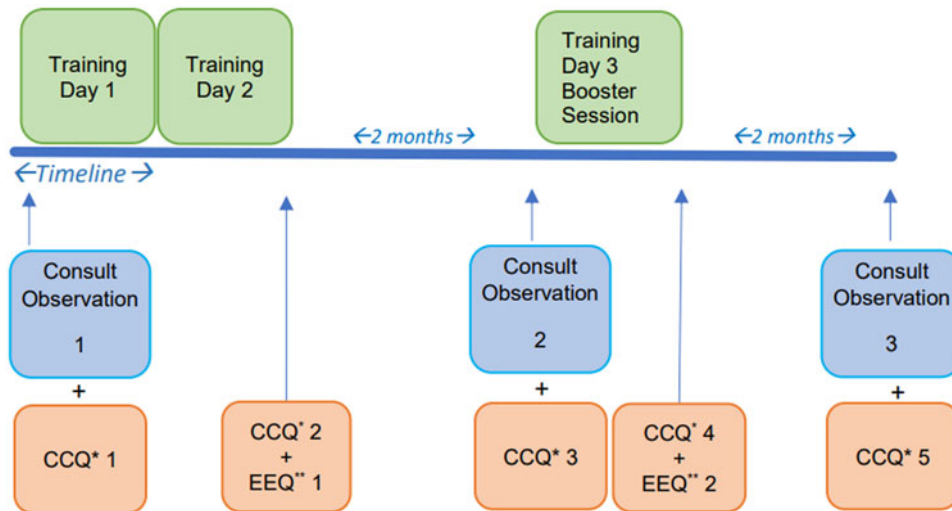 Training
Day 1
Training
Day 2
Training
Day 3
Booster
Session
←2 months→
←2 months→
←Timeline→
Consult
Observation
1
+
CCQ* 1
CCQ* 2
+
EEQ** 1
Consult
Observation
2
+
CCQ* 3
CCQ* 4
+
EEQ** 2
Consult
Observation
3
+
CCQ* 5